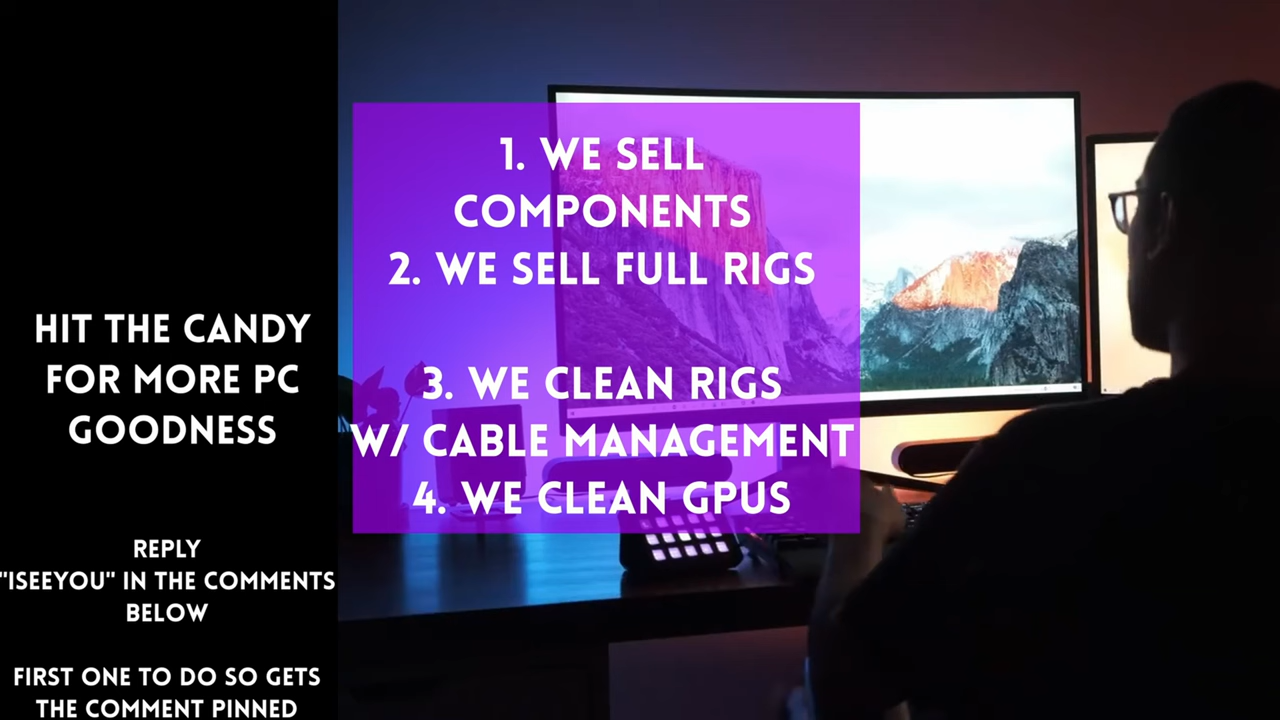 HIT THE CANDY
FOR MORE PC
GOODNESS
REPLY
"ISEEYOU" IN THE COMMENTS
BELOW
FIRST ONE TO DO SO GETS
THE COMMENT PINNED
1. WE SELL
COMPONENTS
2. WE SELL FULL RIGS
3. WE CLEAN RIGS
W/ CABLE MANAGEMENT
4. WE CLEAN GPUS